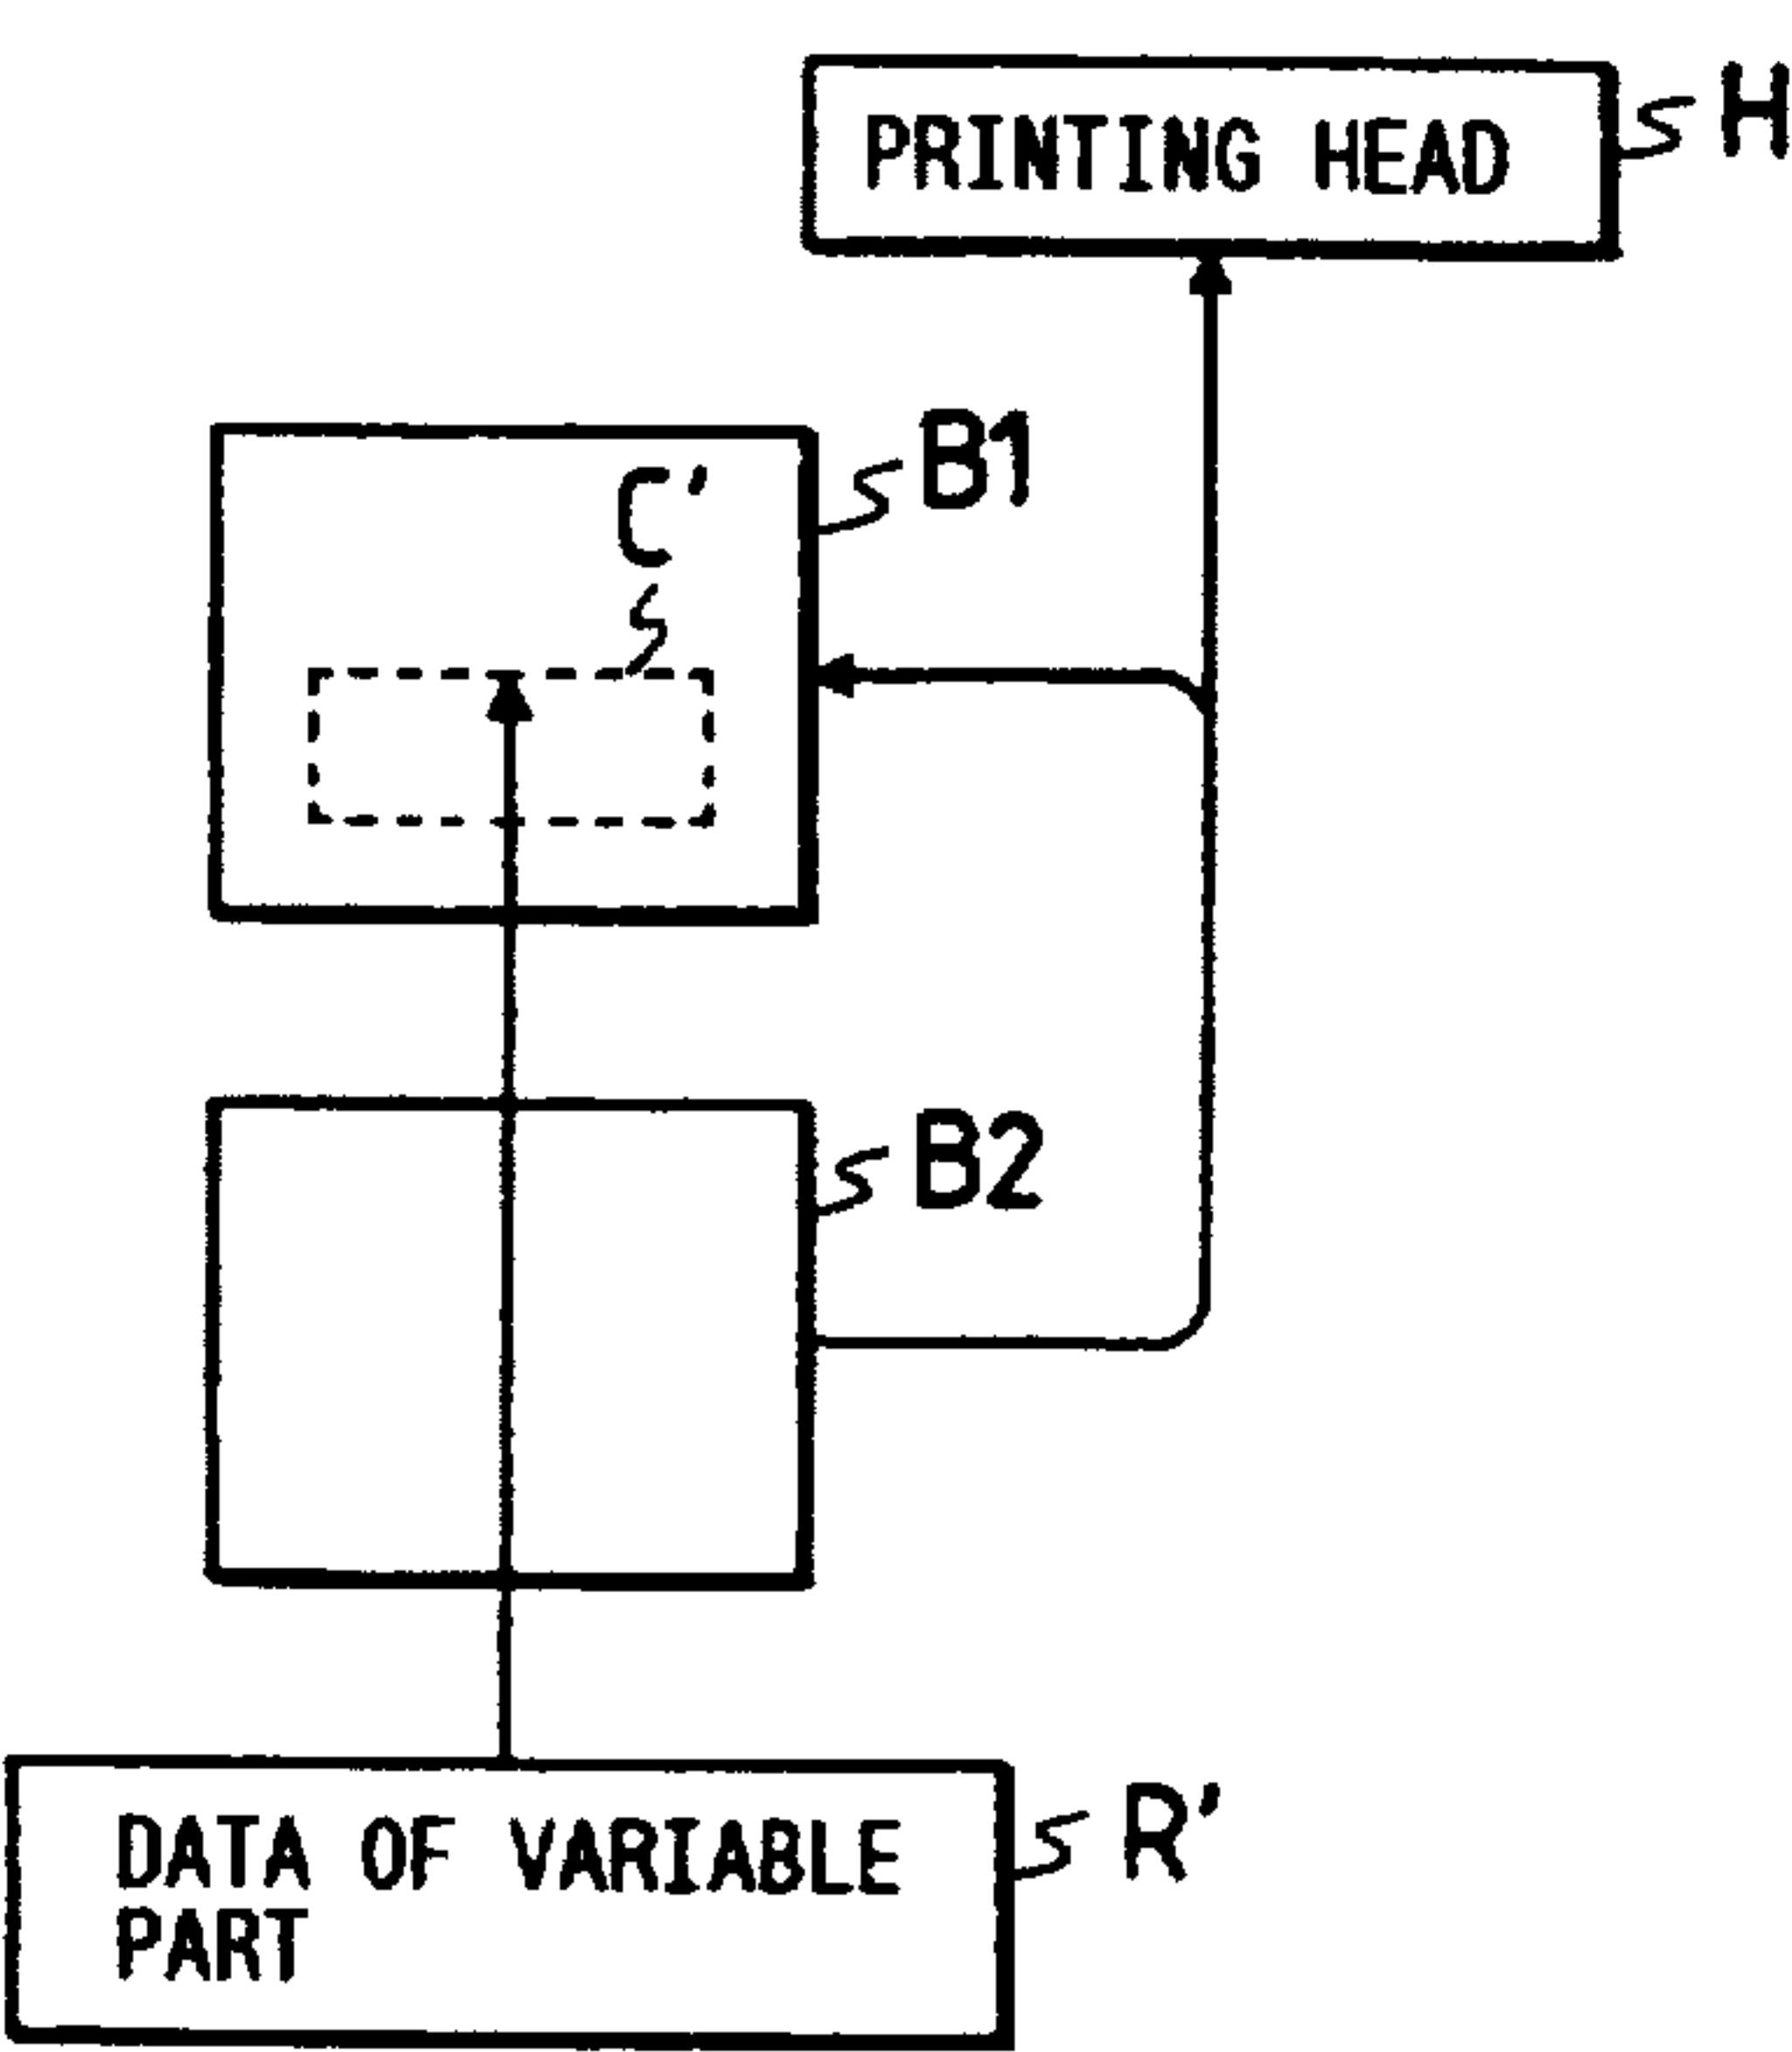 PRINTING HEAD
H
B1
C'
B2
DATA OF VARIABLE
PART
R'